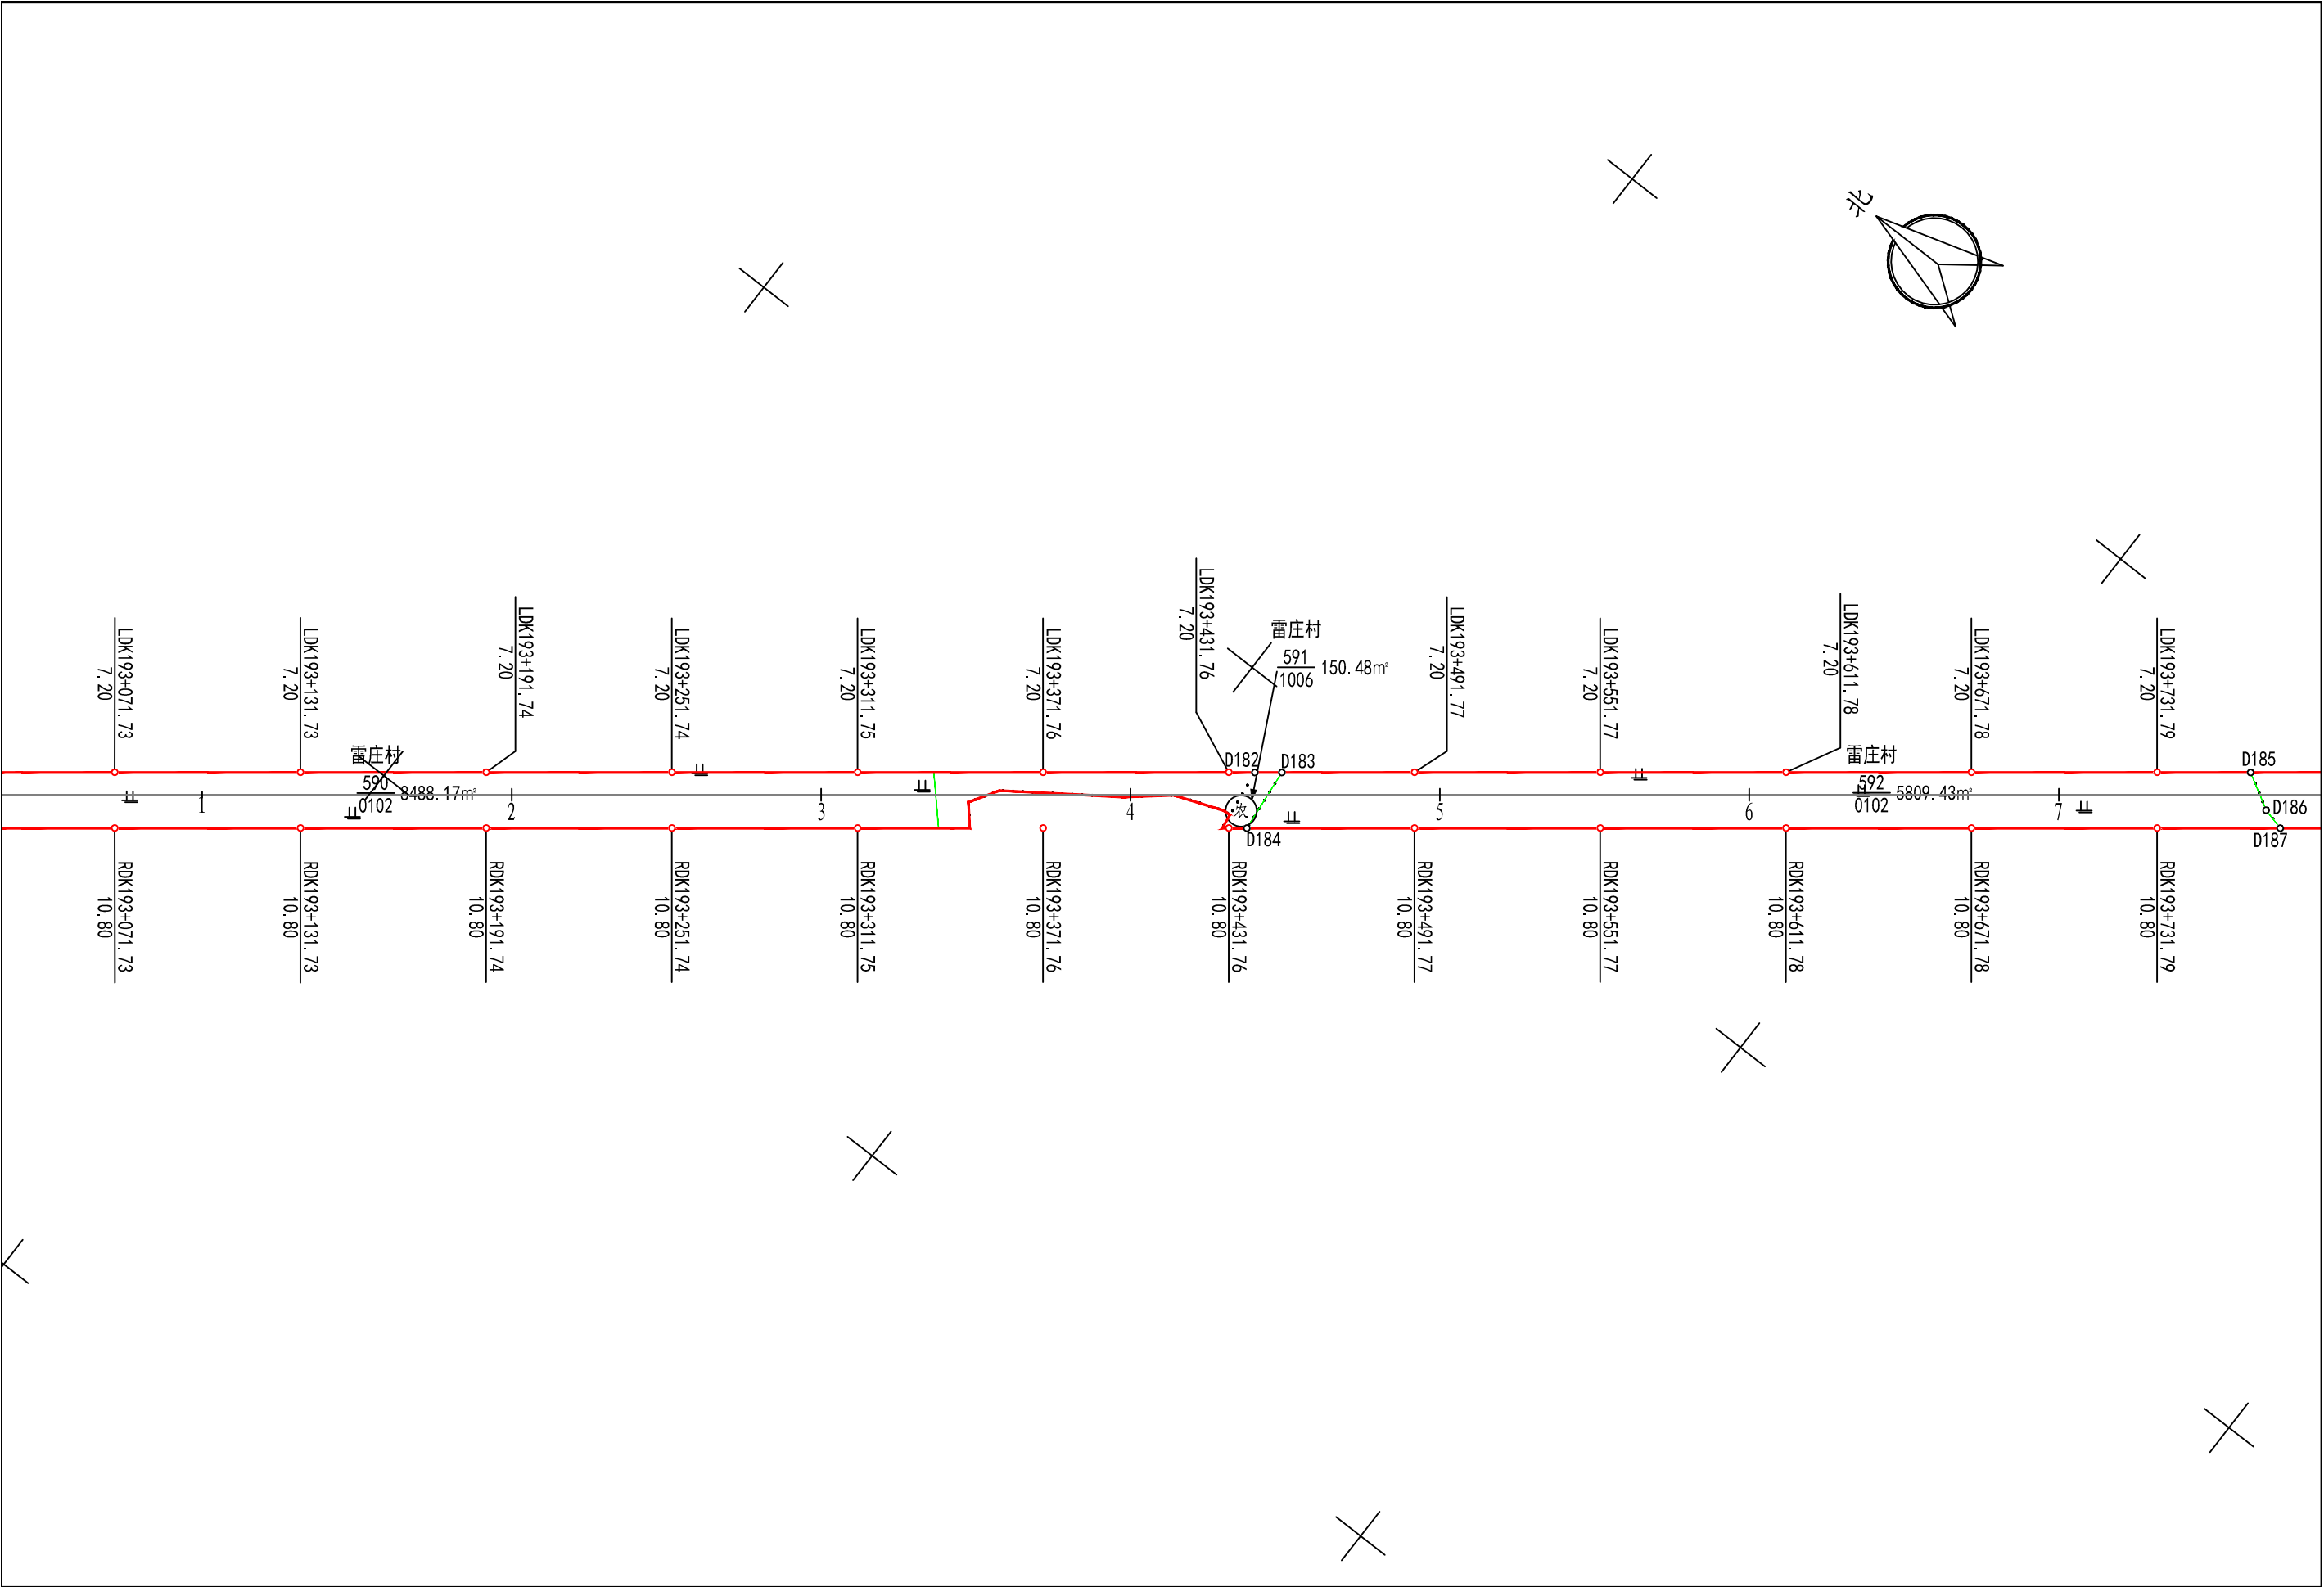 北
LDK193+071.73
7.20
LDK193+131.73
7.20
LDK193+191.74
7.20
LDK193+251.74
7.20
LDK193+311.75
7.20
LDK193+371.76
7.20
LDK193+431.76
7.20
雷庄村
591
1006
150.48m²
LDK193+491.77
7.20
LDK193+551.77
7.20
LDK193+611.78
7.20
LDK193+671.78
7.20
LDK193+731.79
7.20
雷庄村
590
0102
8488.17m²
D182
D183
雷庄村
592
0102
5809.43m²
D185
D186
D187
1
2
3
4
农
5
6
7
D184
RDK193+071.73
10.80
RDK193+131.73
10.80
RDK193+191.74
10.80
RDK193+251.74
10.80
RDK193+311.75
10.80
RDK193+371.76
10.80
RDK193+431.76
10.80
RDK193+491.77
10.80
RDK193+551.77
10.80
RDK193+611.78
10.80
RDK193+671.78
10.80
RDK193+731.79
10.80